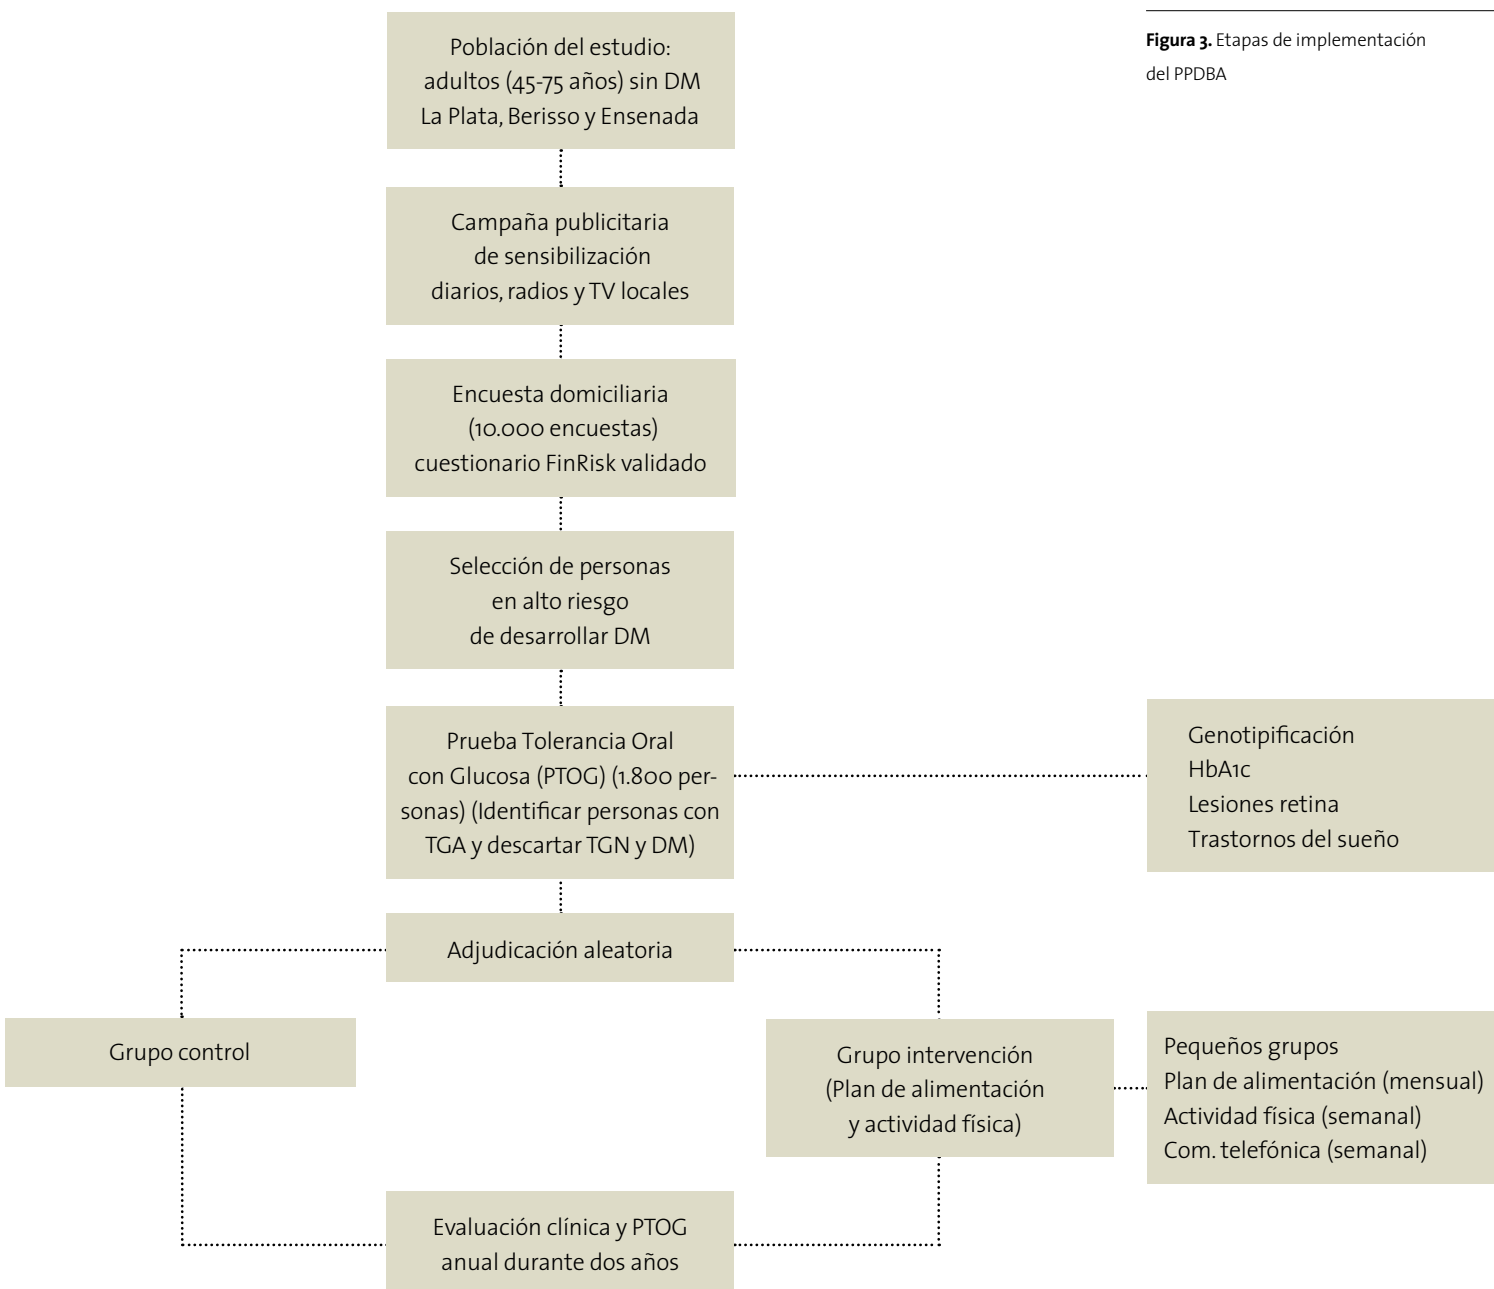 Figura 3. Etapas de implementación
del PPDBA
Población del estudio:
adultos (45-75 años) sin DM
La Plata, Berisso y Ensenada
Campaña publicitaria
de sensibilización
diarios, radios y TV locales
Encuesta domiciliaria
(10.000 encuestas)
cuestionario FinRisk validado
Selección de personas
en alto riesgo
de desarrollar DM
Prueba Tolerancia Oral
con Glucosa (PTOG) (1.800 per-
sonas) (Identificar personas con
TGA y descartar TGN y DM)
Genotipificación
HbA1c
Lesiones retina
Trastornos del sueño
Adjudicación aleatoria
Grupo control
Grupo intervención
(Plan de alimentación
y actividad física)
Pequeños grupos
Plan de alimentación (mensual)
Actividad física (semanal)
Com. telefónica (semanal)
Evaluación clínica y PTOG
anual durante dos años